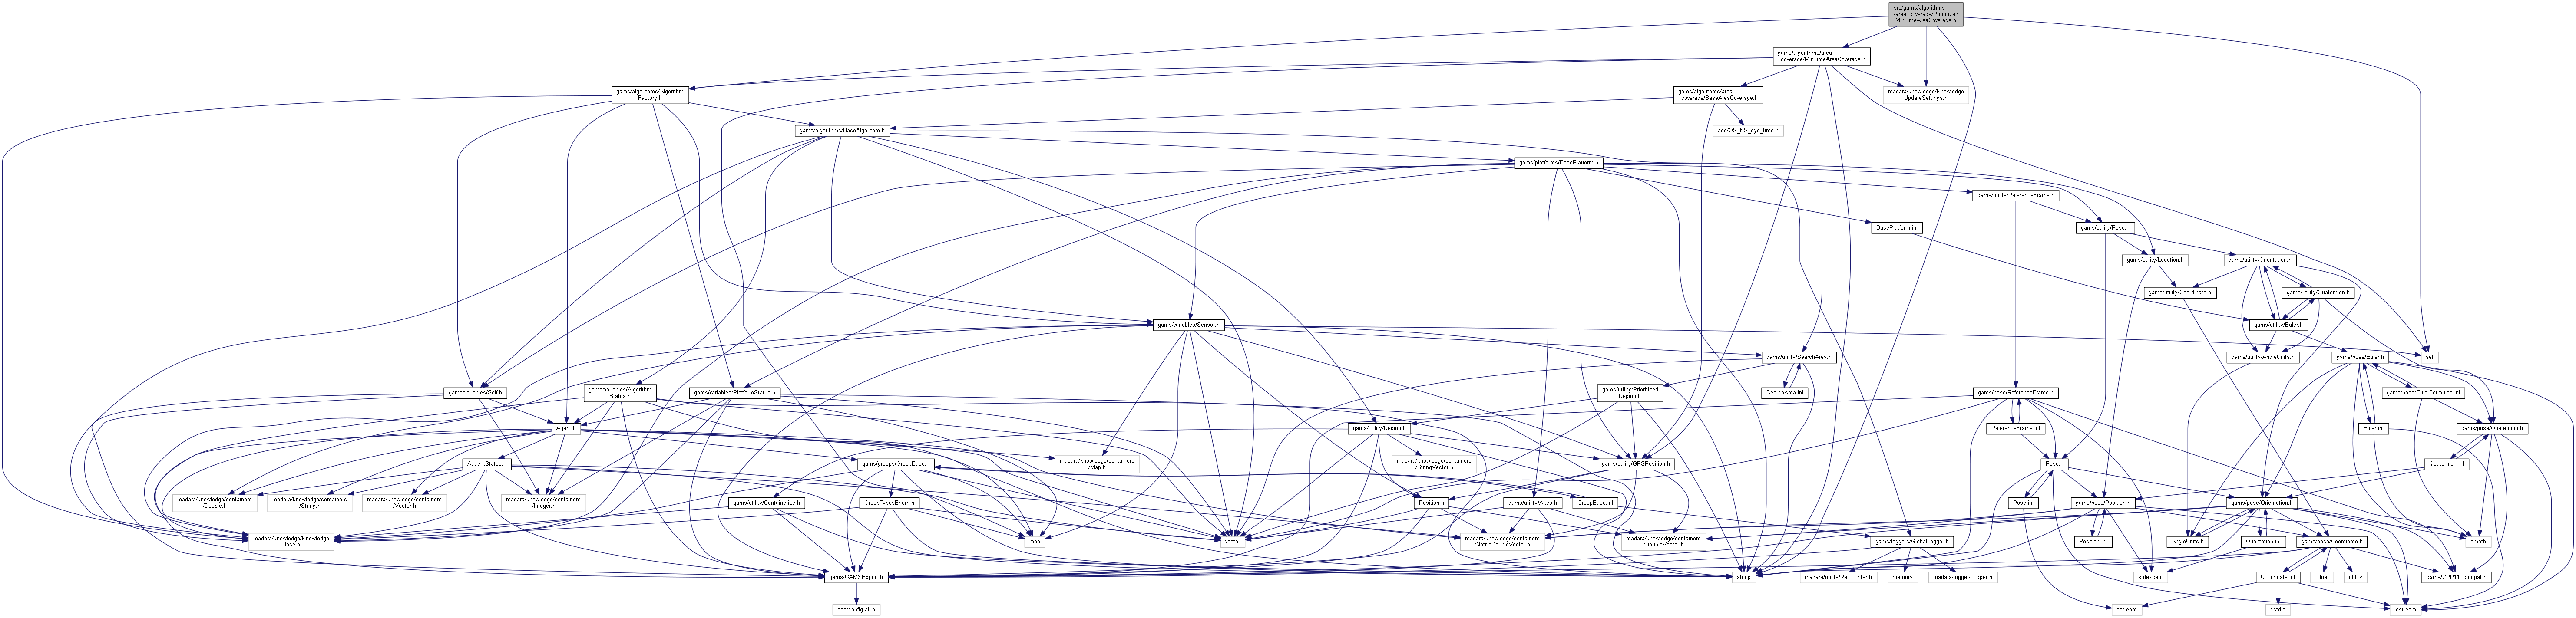 src/gams/algorithms
/area_coverage/Prioritized
MinTimeAreaCoverage.h
gams/algorithms/area
_coverage/MinTimeAreaCoverage.h
gams/algorithms/Algorithm
Factory.h
gams/algorithms/area
_coverage/BaseAreaCoverage.h
madara/knowledge/Knowledge
UpdateSettings.h
gams/algorithms/BaseAlgorithm.h
ace/OS_NS_sys_time.h
gams/platforms/BasePlatform.h
gams/utility/ReferenceFrame.h
BasePlatform.inl
gams/utility/Pose.h
gams/utility/Location.h
gams/utility/Orientation.h
gams/utility/Coordinate.h
gams/utility/Quaternion.h
gams/variables/Sensor.h
gams/utility/Euler.h
gams/utility/SearchArea.h
gams/utility/AngleUnits.h
set
gams/pose/Euler.h
gams/variables/Self.h
gams/variables/Algorithm
Status.h
gams/variables/PlatformStatus.h
gams/utility/Prioritized
Region.h
SearchArea.inl
gams/pose/ReferenceFrame.h
gams/pose/EulerFormulas.inl
Agent.h
gams/utility/Region.h
ReferenceFrame.inl
Euler.inl
gams/pose/Quaternion.h
AccentStatus.h
gams/groups/GroupBase.h
madara/knowledge/containers
/Map.h
madara/knowledge/containers
/StringVector.h
gams/utility/GPSPosition.h
Pose.h
Quaternion.inl
madara/knowledge/containers
/Double.h
madara/knowledge/containers
/String.h
madara/knowledge/containers
/Vector.h
madara/knowledge/containers
/Integer.h
gams/utility/Containerize.h
GroupTypesEnum.h
Position.h
gams/utility/Axes.h
GroupBase.inl
Pose.inl
gams/pose/Position.h
gams/pose/Orientation.h
madara/knowledge/Knowledge
Base.h
map
vector
madara/knowledge/containers
/NativeDoubleVector.h
madara/knowledge/containers
/DoubleVector.h
gams/loggers/GlobalLogger.h
Position.inl
AngleUnits.h
Orientation.inl
gams/pose/Coordinate.h
cmath
gams/GAMSExport.h
string
madara/utility/Refcounter.h
memory
madara/logger/Logger.h
stdexcept
Coordinate.inl
cfloat
utility
gams/CPP11_compat.h
ace/config-all.h
ostream
cstdio
iostream